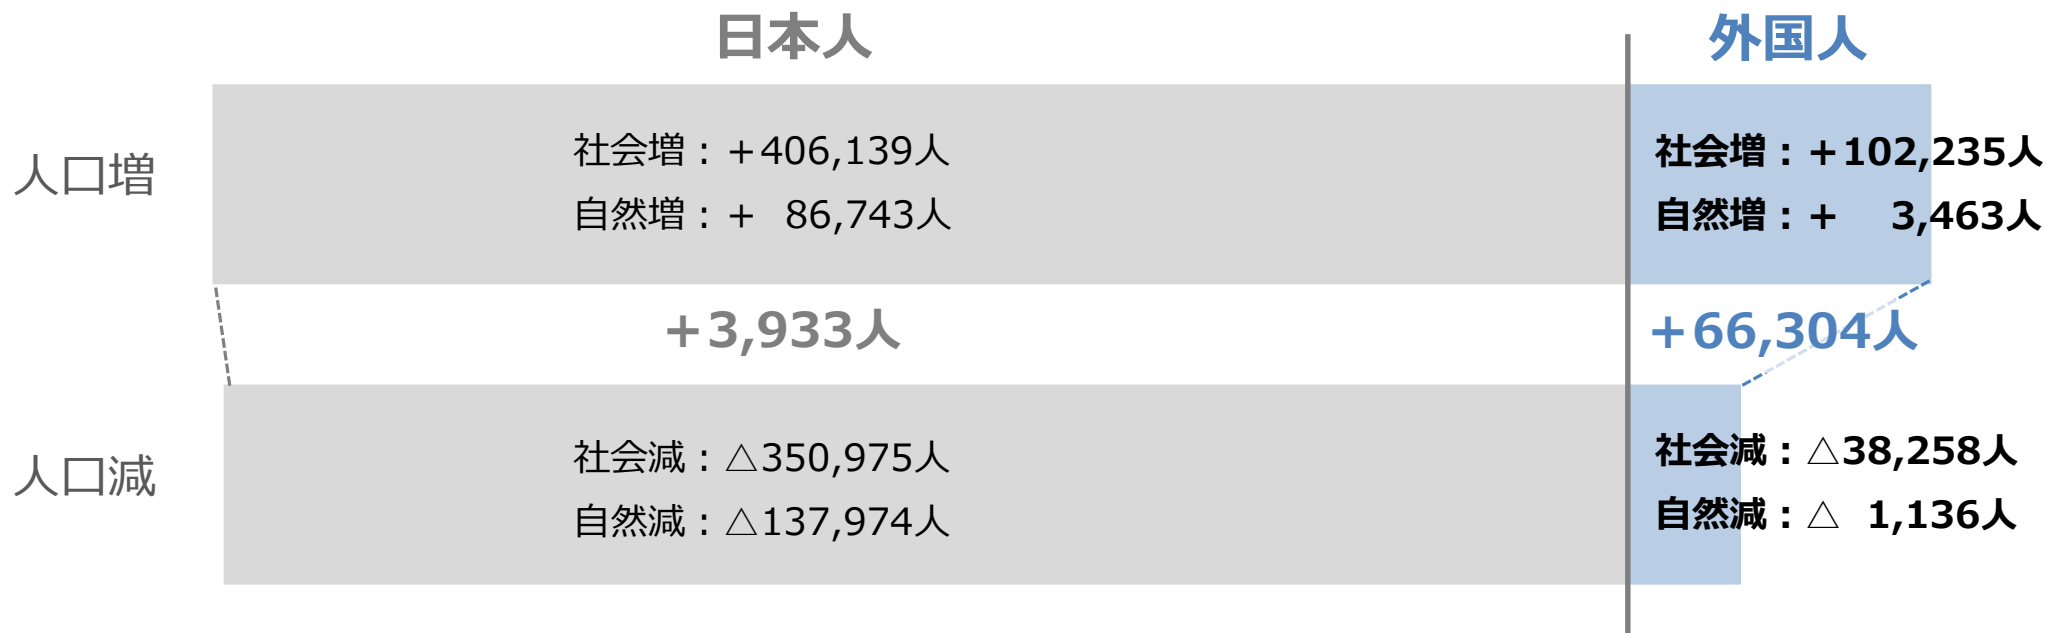 日本人
外国人
人口増
社会増：＋406,139人
自然増：＋ 86,743人
社会増：＋102,235人
自然増：＋ 3,463人
＋3,933人
＋66,304人
人口減
社会減：△350,975人
自然減：△137,974人
社会減：△38,258人
自然減：△ 1,136人